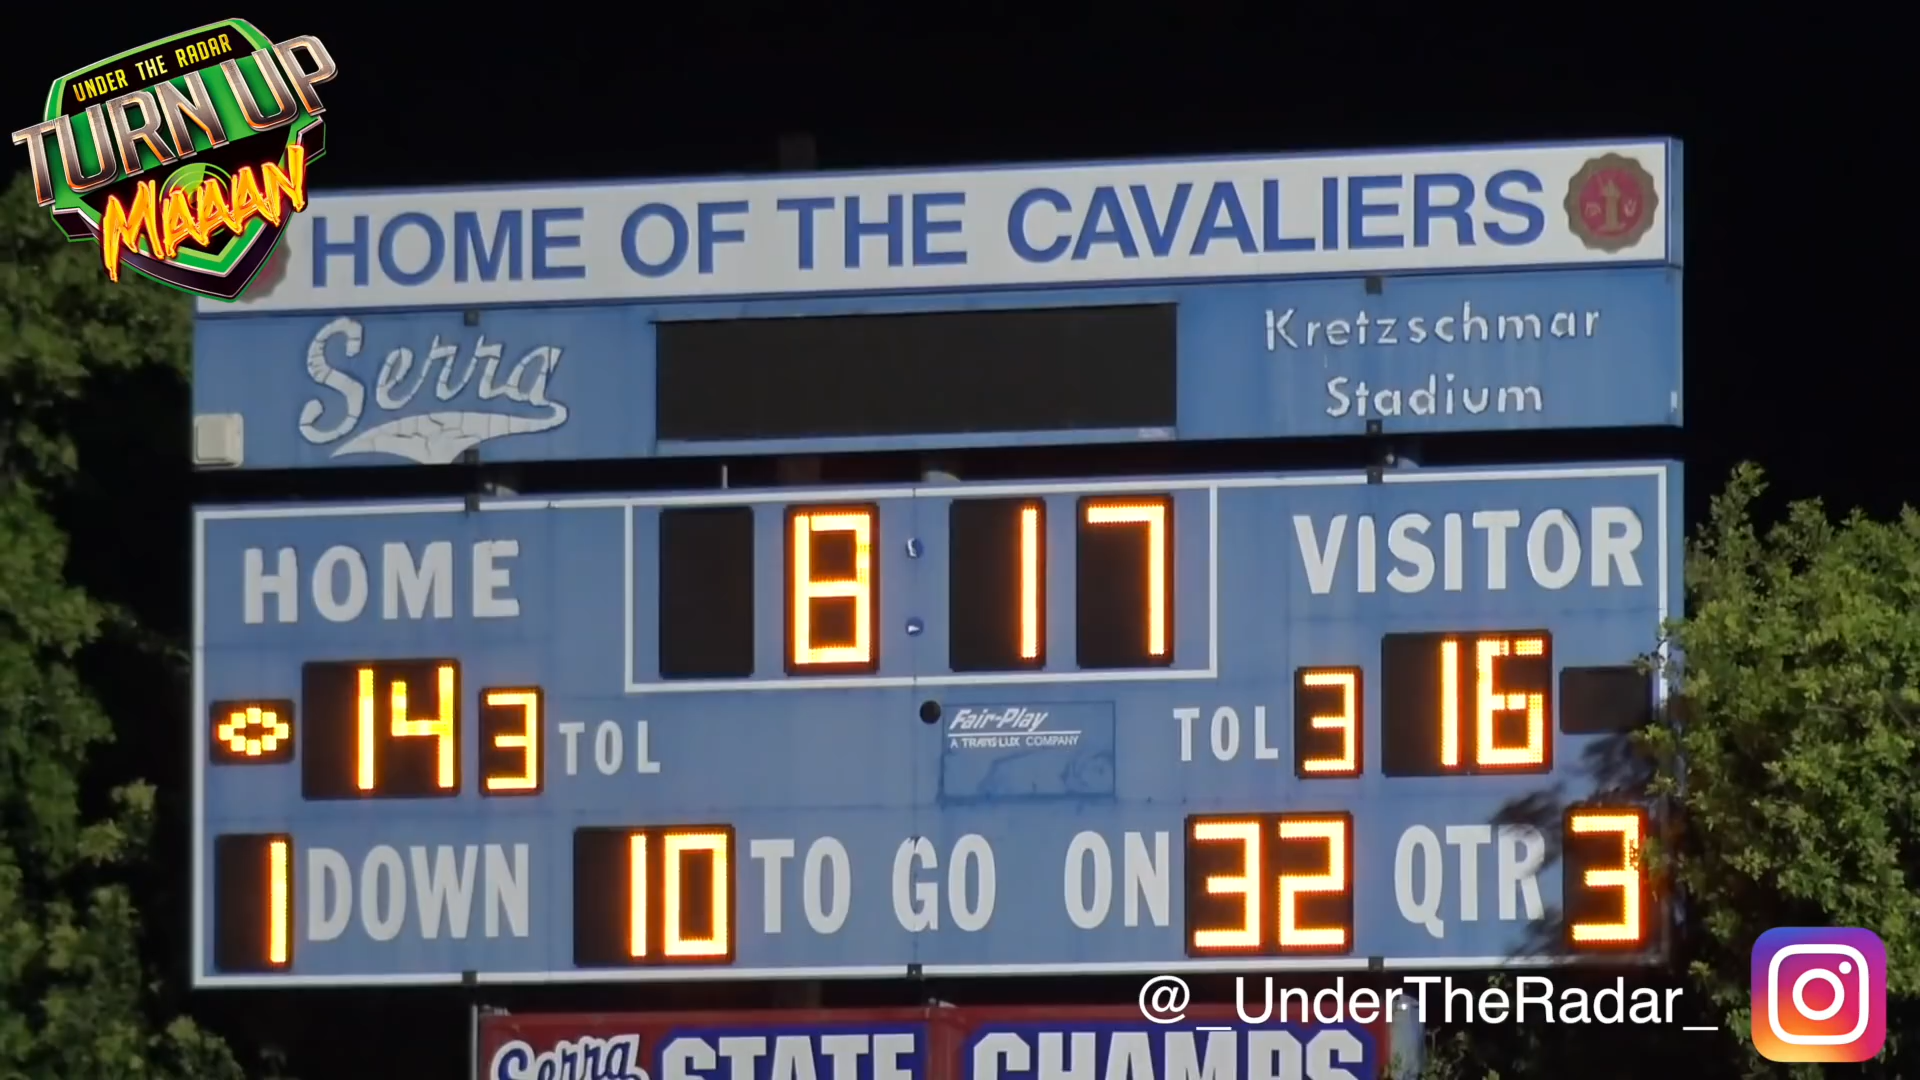 UNDER THE RADAR
TURN UP
MAAAN
HOME OF THE CAVALIERS
Serra
Kretzschmar
Stadium
HOME
8:17
VISITOR
14 3 TOL
Fair-Play
A TRANS-LUX COMPANY
TOL 3 16
1 DOWN 10 TO GO ON 32 QTR 3
@_UnderTheRadar_
Serra STATE CHAMPS